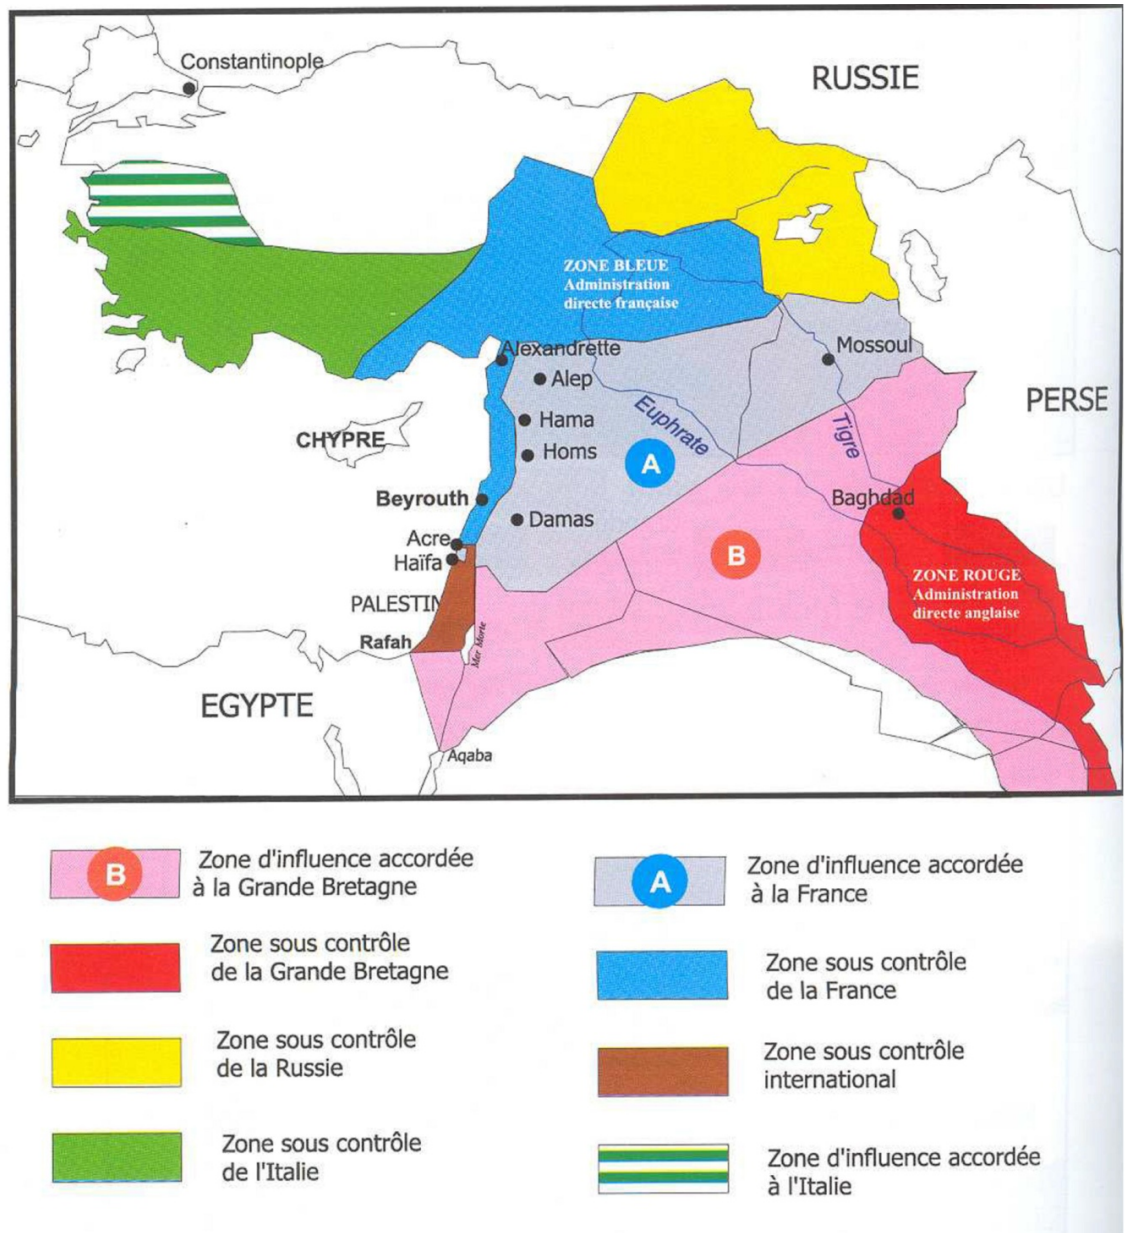 Constantinople
RUSSIE
ZONE BLEUE
Administration
directe française
Alexandrette
Mossoul
Alep
PERSE
Euphrate
Tigre
Hama
CHYPRE
Homs
A
Beyrouth
Baghdad
Damas
Acre
Haïfa
B
ZONE ROUGE
Administration
directe anglaise
PALESTIN
Rafah
Mer Morte
EGYPTE
Aqaba
B
Zone d'influence accordée
à la Grande Bretagne
Zone sous contrôle
de la Grande Bretagne
Zone sous contrôle
de la Russie
Zone sous contrôle
de l'Italie
A
Zone d'influence accordée
à la France
Zone sous contrôle
de la France
Zone sous contrôle
international
Zone d'influence accordée
à l'Italie